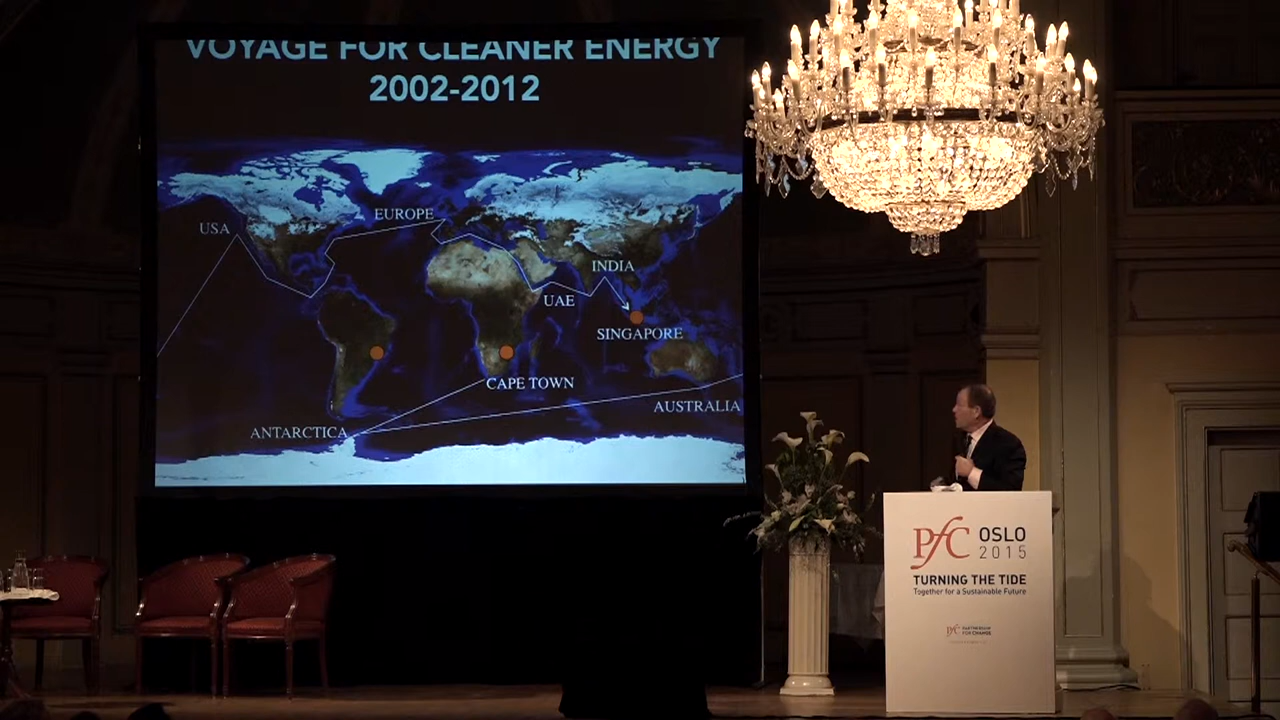 VOYAGE FOR CLEANER ENERGY
2002-2012
USA
EUROPE
INDIA
UAE
SINGAPORE
CAPE TOWN
AUSTRALIA
ANTARCTICA
PfC OSLO
2015
TURNING THE TIDE
Together for a Sustainable Future
PfC PARTNERSHIP
FOR CHANGE